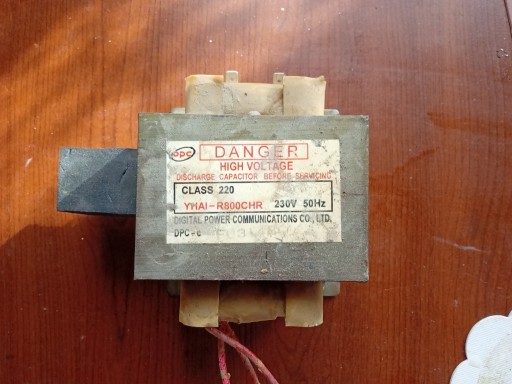 dpc
DANGER
HIGH VOLTAGE
DISCHARGE CAPACITOR BEFORE SERVICING
CLASS 220
YHAI-R800CHR 230V 50Hz
DIGITAL POWER COMMUNICATIONS CO., LTD.